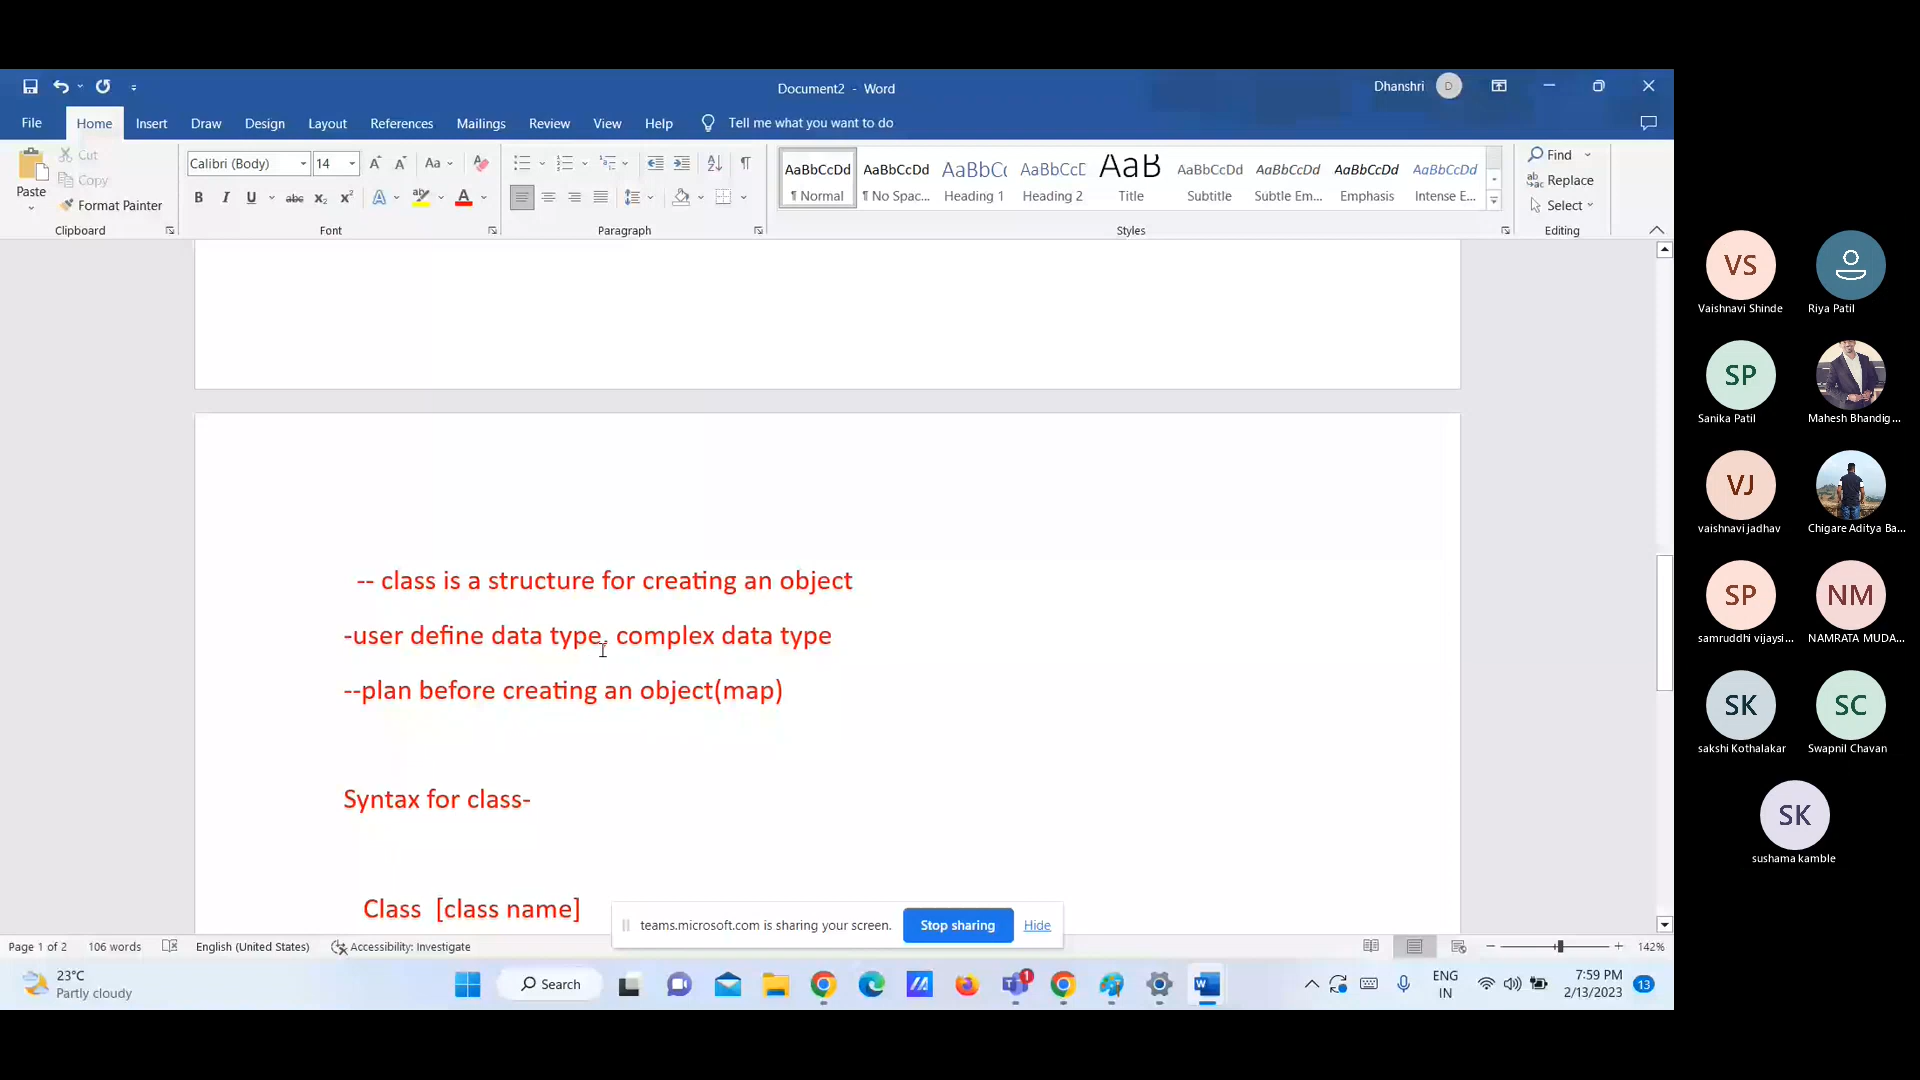 Document2 - Word
Dhanshri
D
File
Home
Insert
Draw
Design
Layout
References
Mailings
Review
View
Help
Tell me what you want to do
Paste
Cut
Copy
Format Painter
Clipboard
Calibri (Body)
14
Font
Paragraph
AaBbCcDd
¶ Normal
AaBbCcDd
¶ No Spac...
AaBbCc
Heading 1
AaBbCcD
Heading 2
AaB
Title
AaBbCcDd
Subtitle
AaBbCcDd
Subtle Em...
AaBbCcDd
Emphasis
AaBbCcDd
Intense E...
Styles
Find
Replace
Select
Editing
-- class is a structure for creating an object
-user define data type, complex data type
--plan before creating an object(map)
Syntax for class-
Class [class name]
teams.microsoft.com is sharing your screen.
Stop sharing
Hide
Page 1 of 2
106 words
English (United States)
Accessibility: Investigate
142%
23°C
Partly cloudy
Search
1
ENG
IN
7:59 PM
2/13/2023
13
VS
Vaishnavi Shinde
Riya Patil
SP
Sanika Patil
Mahesh Bhandig...
VJ
vaishnavi jadhav
Chigare Aditya Ba...
SP
samruddhi vijaysi...
NM
NAMRATA MUDA...
SK
sakshi Kothalakar
SC
Swapnil Chavan
SK
sushama kamble